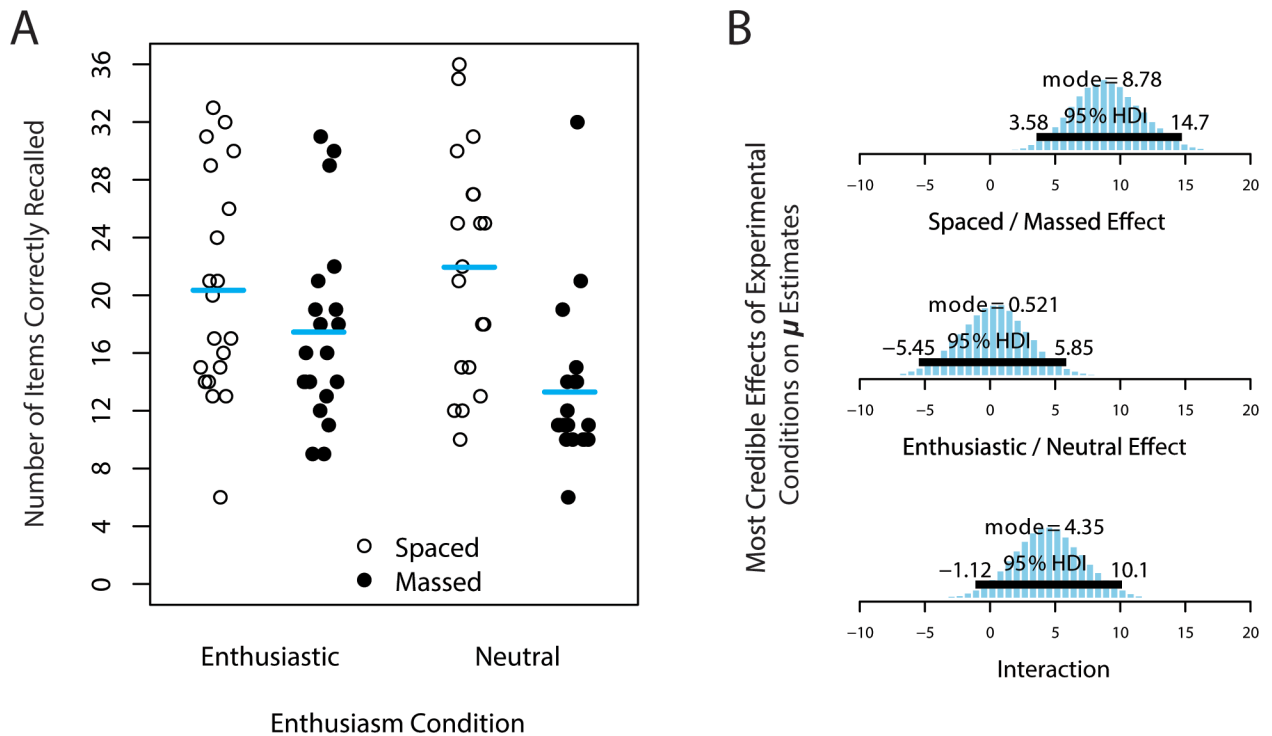 A
Number of Items Correctly Recalled
36
32
28
24
20
16
12
8
4
0
Spaced
Massed
Enthusiastic
Neutral
Enthusiasm Condition
B
Most Credible Effects of Experimental
Conditions on μ Estimates
mode=8.78
95% HDI
3.58
14.7
−10 −5 0 5 10 15 20
Spaced / Massed Effect
mode=0.521
95% HDI
−5.45
5.85
−10 −5 0 5 10 15 20
Enthusiastic / Neutral Effect
mode=4.35
95% HDI
−1.12
10.1
−10 −5 0 5 10 15 20
Interaction